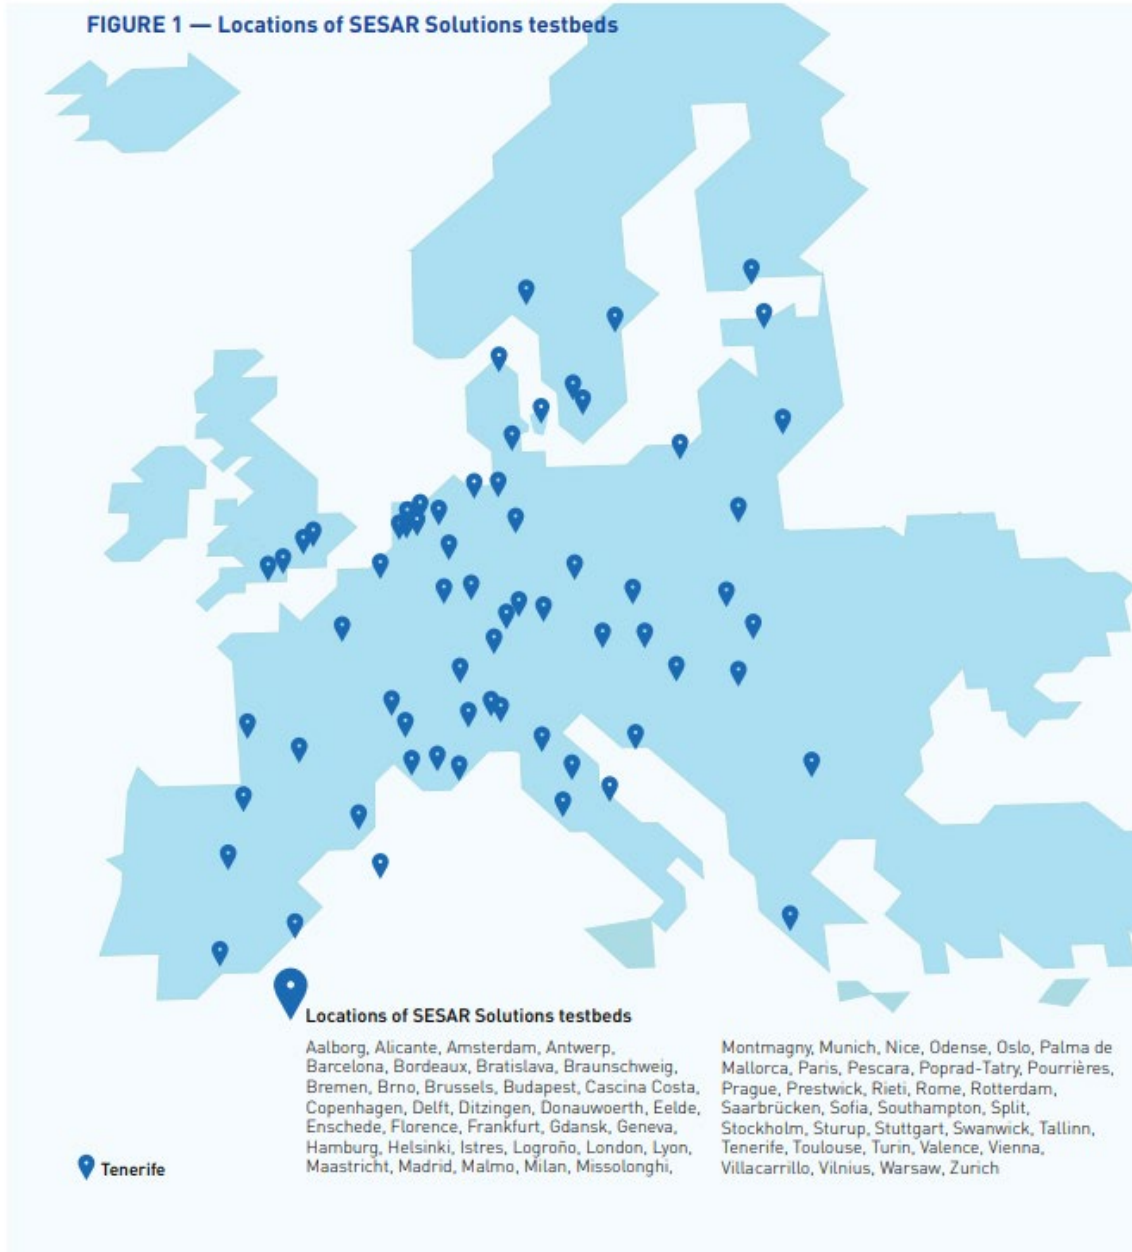 FIGURE 1 — Locations of SESAR Solutions testbeds
Locations of SESAR Solutions testbeds
Aalborg, Alicante, Amsterdam, Antwerp,
Barcelona, Bordeaux, Bratislava, Braunschweig,
Bremen, Brno, Brussels, Budapest, Cascina Costa,
Copenhagen, Delft, Ditzingen, Donauwoerth, Eelde,
Enschede, Florence, Frankfurt, Gdansk, Geneva,
Hamburg, Helsinki, Istres, Logroño, London, Lyon,
Maastricht, Madrid, Malmo, Milan, Missolonghi,
Montmagny, Munich, Nice, Odense, Oslo, Palma de
Mallorca, Paris, Pescara, Poprad-Tatry, Pourrières,
Prague, Prestwick, Rieti, Rome, Rotterdam,
Saarbrücken, Sofia, Southampton, Split,
Stockholm, Sturup, Stuttgart, Swanwick, Tallinn,
Tenerife, Toulouse, Turin, Valence, Vienna,
Villacarrillo, Vilnius, Warsaw, Zurich
Tenerife